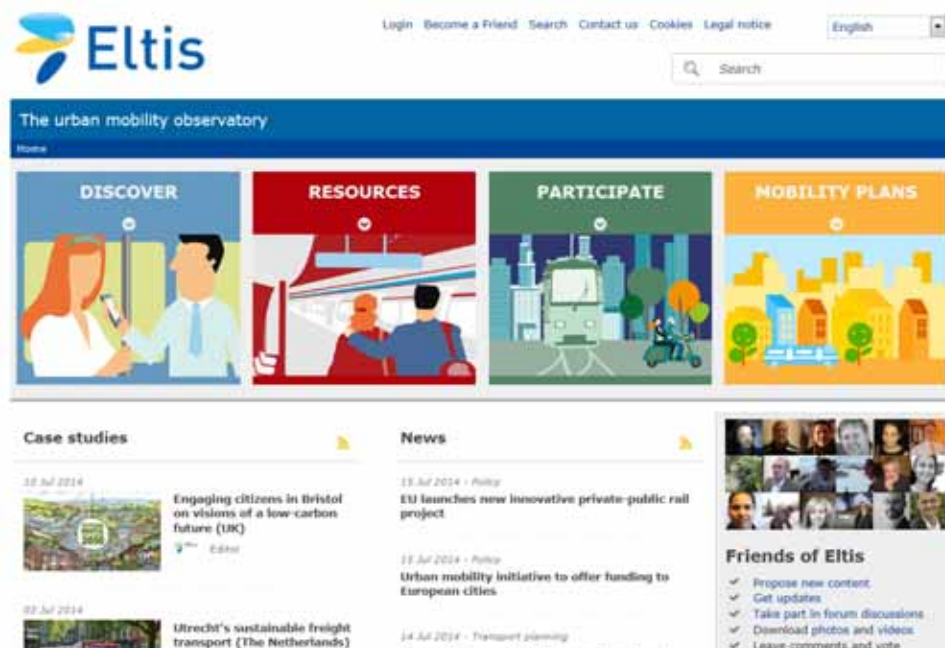 Eltis
Login Become a Friend Search Contact us Cookies Legal notice
English
Search
The urban mobility observatory
Home
DISCOVER
RESOURCES
PARTICIPATE
MOBILITY PLANS
Case studies
10 Jul 2014
Engaging citizens in Bristol
on visions of a low-carbon
future (UK)
Editor
02 Jul 2014
Utrecht's sustainable freight
transport (The Netherlands)
News
15 Jul 2014 - Policy
EU launches new innovative private-public rail
project
15 Jul 2014 - Policy
Urban mobility initiative to offer funding to
European cities
14 Jul 2014 - Transport planning
Friends of Eltis
Propose new content
Get updates
Take part in forum discussions
Download photos and videos
Leave comments and vote